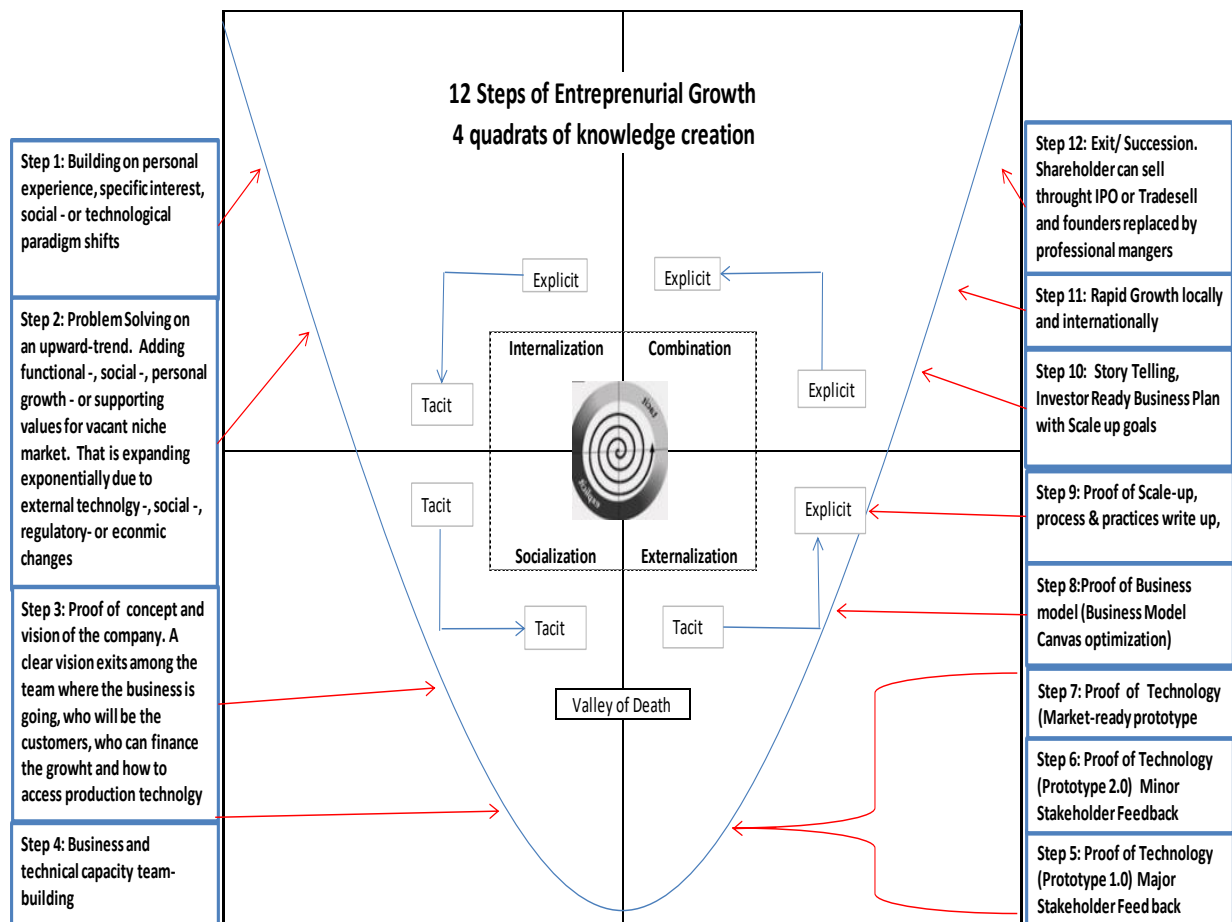 12 Steps of Entreprenurial Growth
4 quadrats of knowledge creation
Step 1: Building on personal
experience, specific interest,
social - or technological
paradigm shifts
Step 2: Problem Solving on
an upward-trend. Adding
functional -, social -, personal
growth - or supporting
values for vacant niche
market. That is expanding
exponentially due to
external technolgy -, social -,
regulatory- or econmic
changes
Step 3: Proof of concept and
vision of the company. A
clear vision exits among the
team where the business is
going, who will be the
customers, who can finance
the growht and how to
access production technolgy
Step 4: Business and
technical capacity team-
building
Explicit
Tacit
Internalization
Explicit
Explicit
Combination
Tacit
Tacit
Socialization
Explicit
Tacit
Externalization
Valley of Death
Step 12: Exit/ Succession.
Shareholder can sell
throught IPO or Tradesell
and founders replaced by
professional mangers
Step 11: Rapid Growth locally
and internationally
Step 10: Story Telling,
Investor Ready Business Plan
with Scale up goals
Step 9: Proof of Scale-up,
process & practices write up,
Step 8:Proof of Business
model (Business Model
Canvas optimization)
Step 7: Proof of Technology
(Market-ready prototype
Step 6: Proof of Technology
(Prototype 2.0) Minor
Stakeholder Feedback
Step 5: Proof of Technology
(Prototype 1.0) Major
Stakeholder Feed back